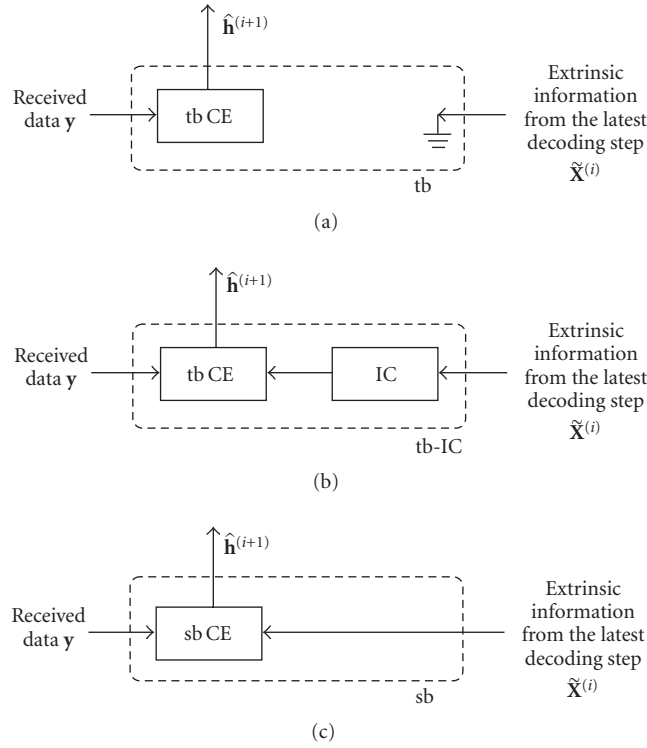 ĥ⁽ⁱ⁺¹⁾
Received
data y
tb CE
Extrinsic
information
from the latest
decoding step
X̃⁽ⁱ⁾
tb
(a)
ĥ⁽ⁱ⁺¹⁾
Received
data y
tb CE
IC
Extrinsic
information
from the latest
decoding step
X̃⁽ⁱ⁾
tb-IC
(b)
ĥ⁽ⁱ⁺¹⁾
Received
data y
sb CE
Extrinsic
information
from the latest
decoding step
X̃⁽ⁱ⁾
sb
(c)